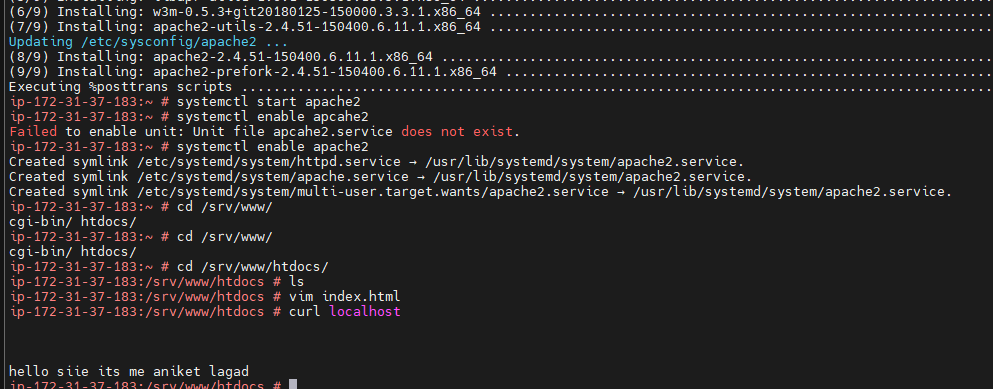 (6/9) Installing: w3m-0.5.3+git20180125-150000.3.3.1.x86_64 ................................................................
(7/9) Installing: apache2-utils-2.4.51-150400.6.11.1.x86_64 ................................................................
Updating /etc/sysconfig/apache2 ...
(8/9) Installing: apache2-2.4.51-150400.6.11.1.x86_64 ......................................................................
(9/9) Installing: apache2-prefork-2.4.51-150400.6.11.1.x86_64 ..............................................................
Executing %posttrans scripts ...............................................................................................
ip-172-31-37-183:~ # systemctl start apache2
ip-172-31-37-183:~ # systemctl enable apcahe2
Failed to enable unit: Unit file apcahe2.service does not exist.
ip-172-31-37-183:~ # systemctl enable apache2
Created symlink /etc/systemd/system/httpd.service → /usr/lib/systemd/system/apache2.service.
Created symlink /etc/systemd/system/apache.service → /usr/lib/systemd/system/apache2.service.
Created symlink /etc/systemd/system/multi-user.target.wants/apache2.service → /usr/lib/systemd/system/apache2.service.
ip-172-31-37-183:~ # cd /srv/www/
cgi-bin/ htdocs/
ip-172-31-37-183:~ # cd /srv/www/
cgi-bin/ htdocs/
ip-172-31-37-183:~ # cd /srv/www/htdocs/
ip-172-31-37-183:/srv/www/htdocs # ls
ip-172-31-37-183:/srv/www/htdocs # vim index.html
ip-172-31-37-183:/srv/www/htdocs # curl localhost
hello siie its me aniket lagad
ip-172-31-37-183:/srv/www/htdocs #